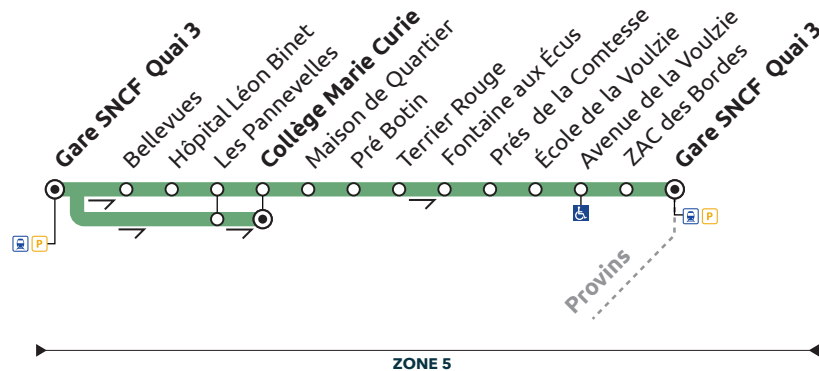 Gare SNCF Quai 3
Bellevues
Hôpital Léon Binet
Les Pannevelles
Collège Marie Curie
Maison de Quartier
Pré Botin
Terrier Rouge
Fontaine aux Écus
Prés de la Comtesse
École de la Voulzie
Avenue de la Voulzie
ZAC des Bordes
Gare SNCF Quai 3
P
P
Provins
ZONE 5